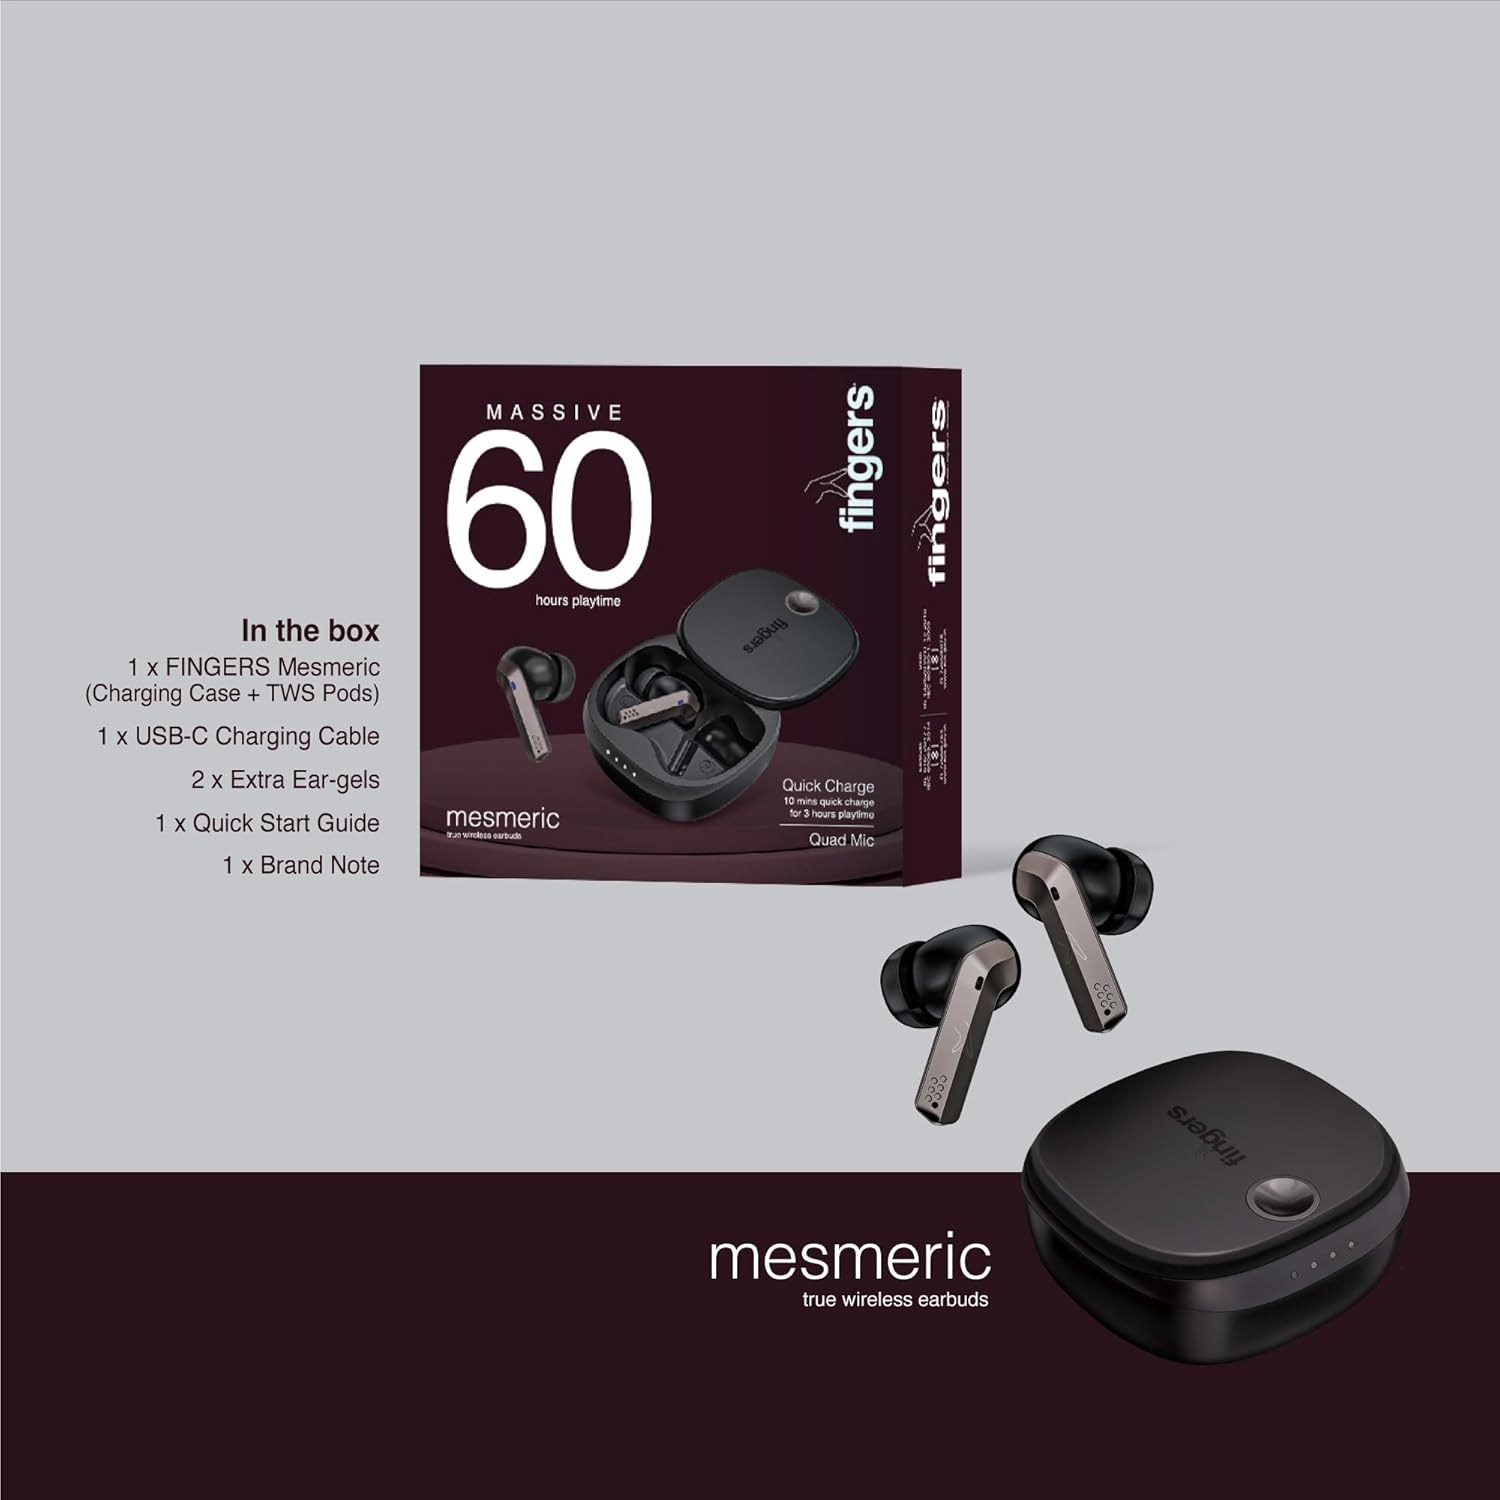 MASSIVE
60
hours playtime
fingers
fingers
fingers
mesmeric
true wireless earbuds
Quick Charge
10 mins quick charge
for 3 hours playtime
Quad Mic
In the box
1 x FINGERS Mesmeric
(Charging Case + TWS Pods)
1 x USB-C Charging Cable
2 x Extra Ear-gels
1 x Quick Start Guide
1 x Brand Note
fingers
mesmeric
true wireless earbuds